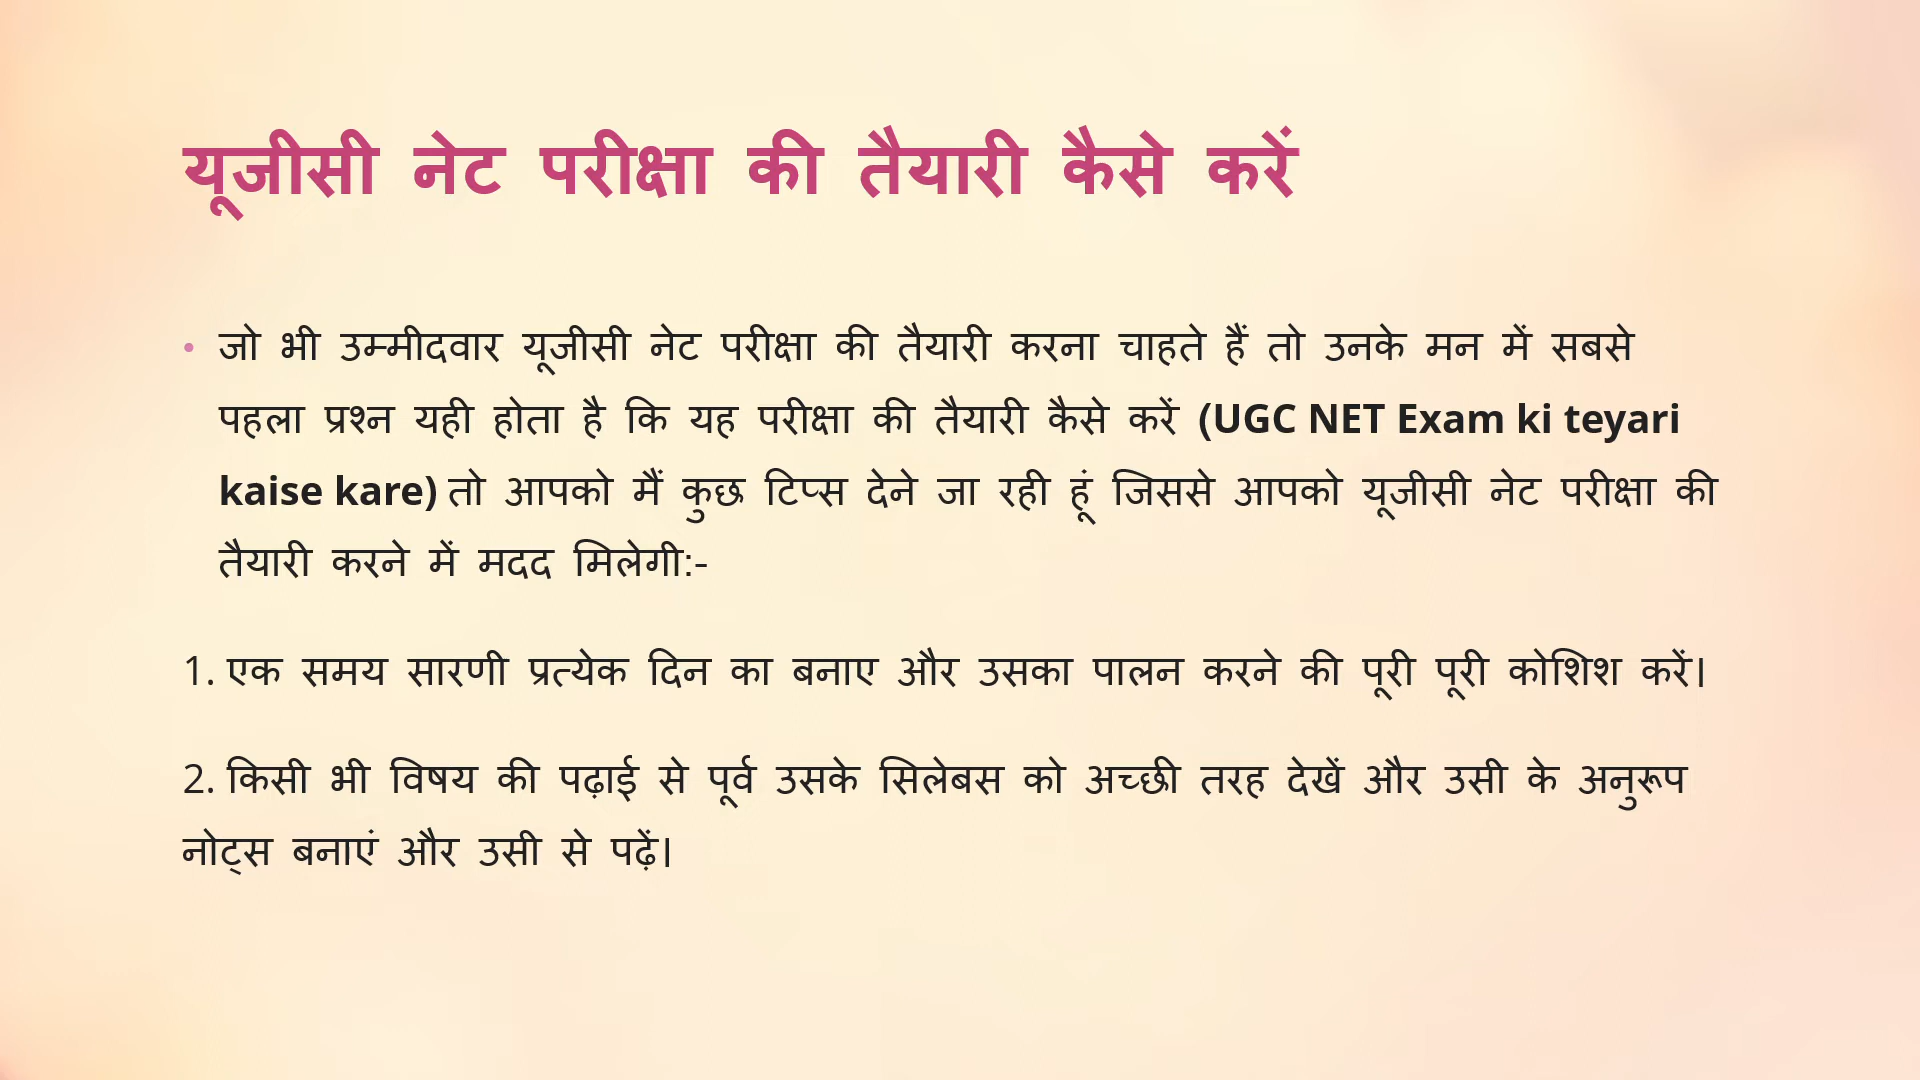 यूजीसी नेट परीक्षा की तैयारी कैसे करें
• जो भी उम्मीदवार यूजीसी नेट परीक्षा की तैयारी करना चाहते हैं तो उनके मन में सबसे
पहला प्रश्न यही होता है कि यह परीक्षा की तैयारी कैसे करें (UGC NET Exam ki teyari
kaise kare) तो आपको मैं कुछ टिप्स देने जा रही हूं जिससे आपको यूजीसी नेट परीक्षा की
तैयारी करने में मदद मिलेगी:-
1. एक समय सारणी प्रत्येक दिन का बनाए और उसका पालन करने की पूरी पूरी कोशिश करें।
2. किसी भी विषय की पढ़ाई से पूर्व उसके सिलेबस को अच्छी तरह देखें और उसी के अनुरूप
नोट्स बनाएं और उसी से पढ़ें।